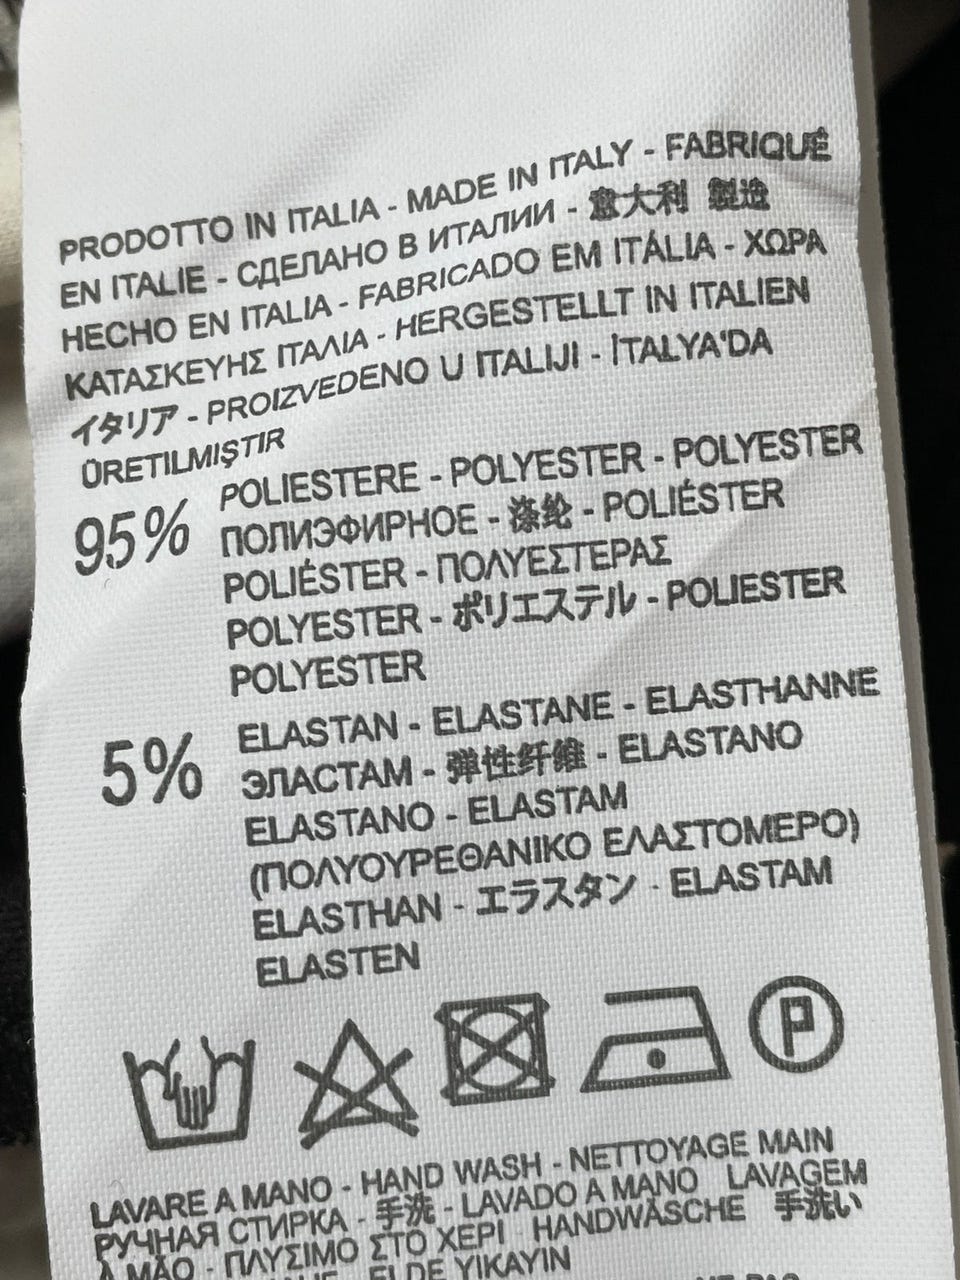 PRODOTTO IN ITALIA - MADE IN ITALY - FABRIQUÉ
EN ITALIE - СДЕЛАНО В ИТАЛИИ - 意大利 製造
HECHO EN ITALIA - FABRICADO EM ITÁLIA - ΧΩΡΑ
ΚΑΤΑΣΚΕΥΗΣ ΙΤΑΛΙΑ - HERGESTELLT IN ITALIEN
イタリア - PROIZVEDENO U ITALIJI - İTALYA'DA
ÜRETILMIŞTIR
95% POLIESTERE - POLYESTER - POLYESTER
ПОЛИЭФИРНОЕ - 涤纶 - POLIÉSTER
POLIÉSTER - ΠΟΛΥΕΣΤΕΡΑΣ
POLYESTER - ポリエステル - POLIESTER
POLYESTER
5% ELASTAN - ELASTANE - ELASTHANNE
ЭЛАСТАМ - 弹性纤维 - ELASTANO
ELASTANO - ELASTAM
(ΠΟΛΥΟΥΡΕΘΑΝΙΚΟ ΕΛΑΣΤΟΜΕΡΟ)
ELASTHAN - エラスタン - ELASTAM
ELASTEN
P
LAVARE A MANO - HAND WASH - NETTOYAGE MAIN
РУЧНАЯ СТИРКА - 手洗 - LAVADO A MANO LAVAGEM
A MÃO - ΠΛΥΣΙΜΟ ΣΤΟ ΧΕΡΙ HANDWÄSCHE 手洗い
ELDE YIKAYIN